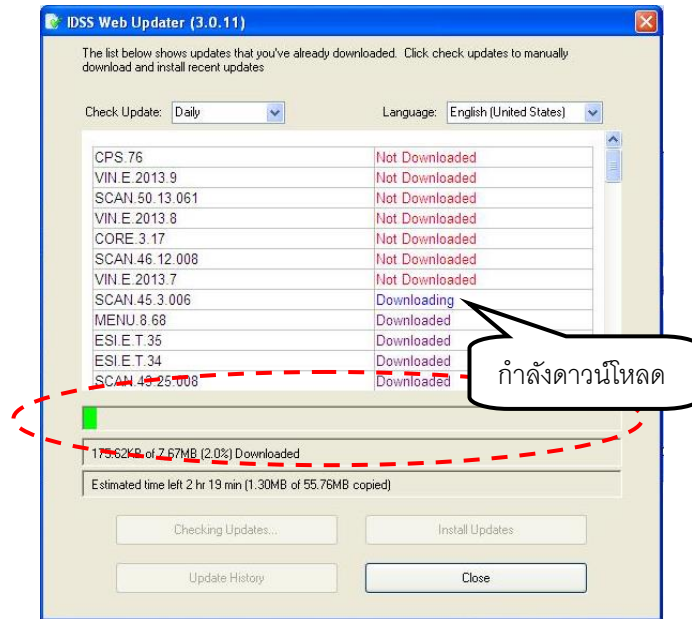 IDSS Web Updater (3.0.11)
The list below shows updates that you've already downloaded. Click check updates to manually
download and install recent updates
Check Update: Daily Language: English (United States)
CPS.76 Not Downloaded
VIN.E.2013.9 Not Downloaded
SCAN.50.13.061 Not Downloaded
VIN.E.2013.8 Not Downloaded
CORE.3.17 Not Downloaded
SCAN.46.12.008 Not Downloaded
VIN.E.2013.7 Not Downloaded
SCAN.45.3.006 Downloading
MENU.8.68 Downloaded
ESI.E.T.35 Downloaded
ESI.E.T.34 Downloaded
SCAN.43.25.008 Downloaded
กำลังดาวน์โหลด
175.62KB of 7.67MB (2.0%) Downloaded
Estimated time left 2 hr 19 min (1.30MB of 55.76MB copied)
Checking Updates... Install Updates
Update History Close